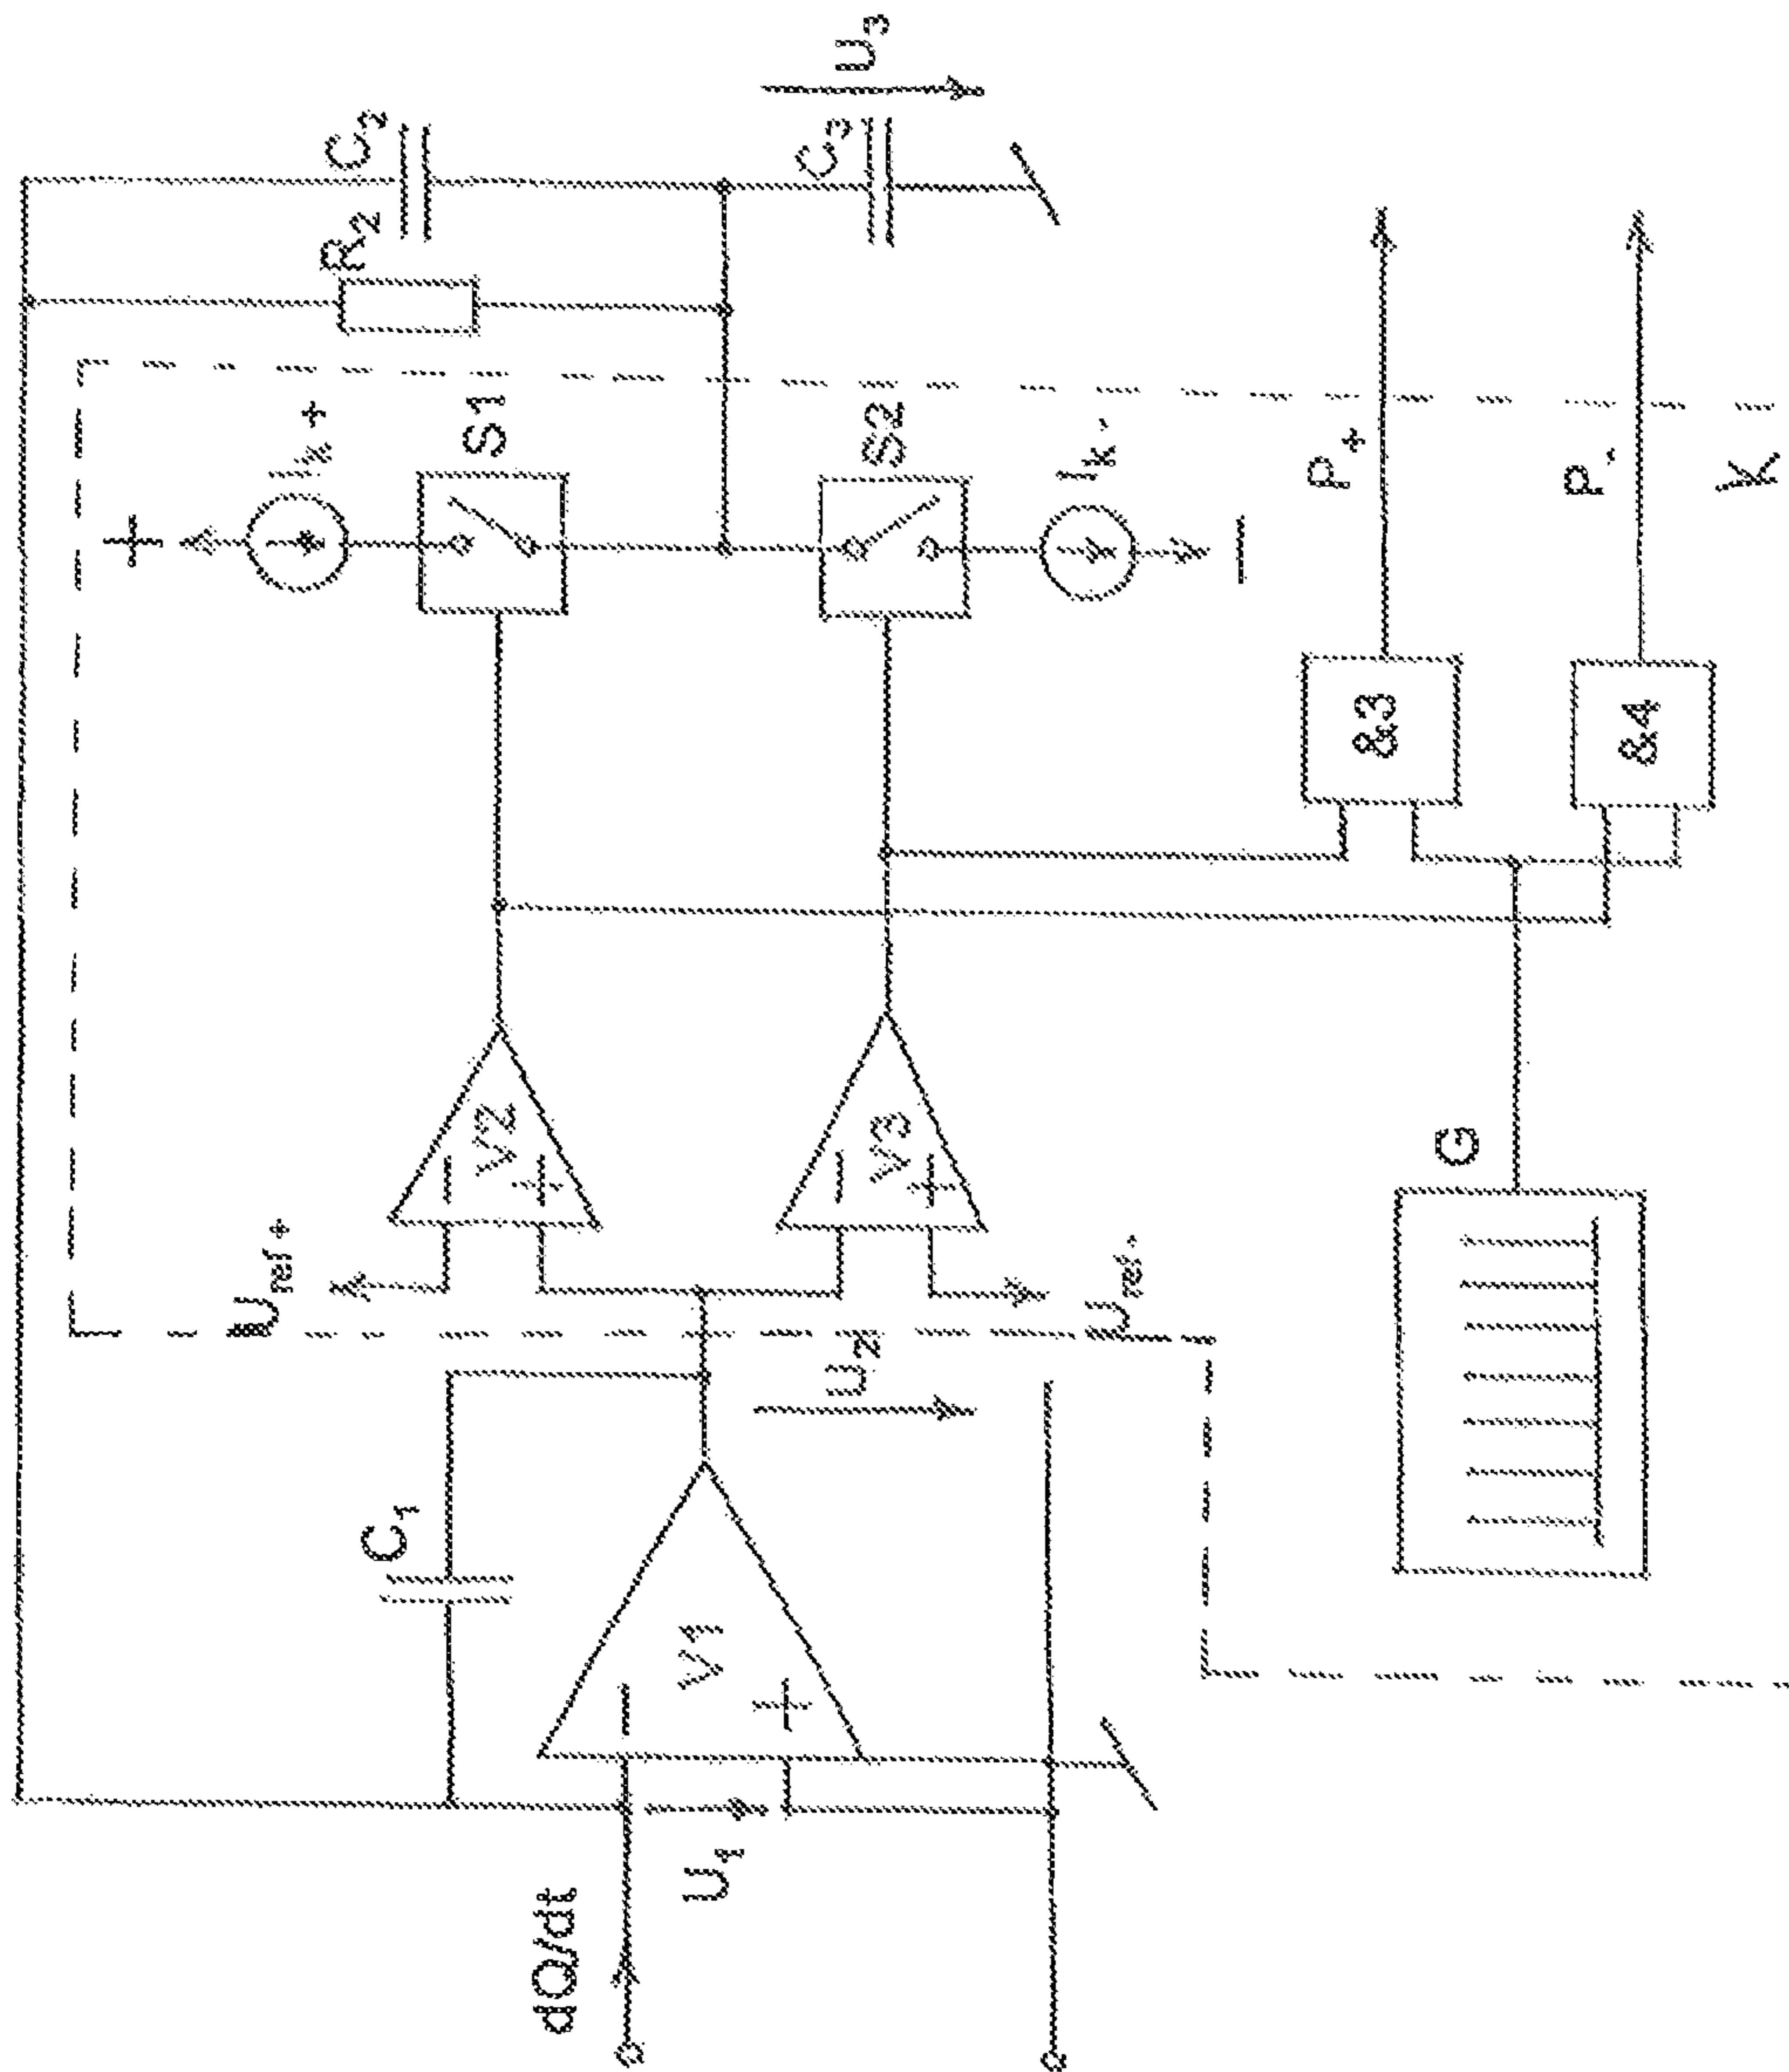 dQ/dt
U₁
V1
C₁
U₂
Uref+
Uref-
V2
V3
G
&3
&4
S1
S2
Ik+
Ik-
P+
P-
K
R₂
C₂
C₃
U₃